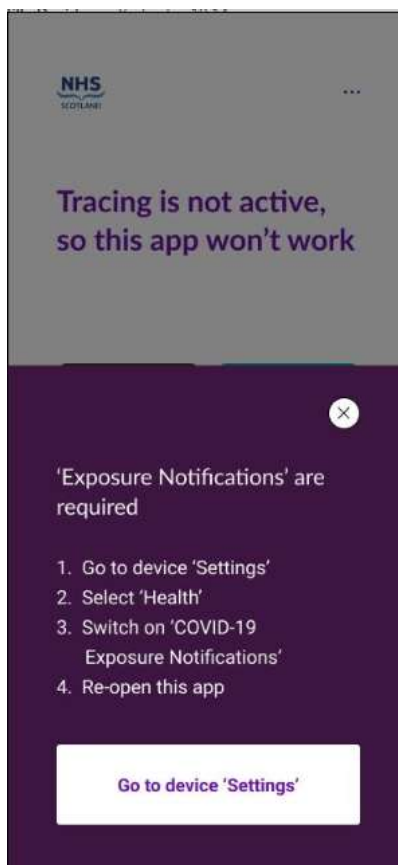 NHS
SCOTLAND
...
Tracing is not active,
so this app won't work
'Exposure Notifications' are
required
1. Go to device 'Settings'
2. Select 'Health'
3. Switch on 'COVID-19
Exposure Notifications'
4. Re-open this app
Go to device 'Settings'